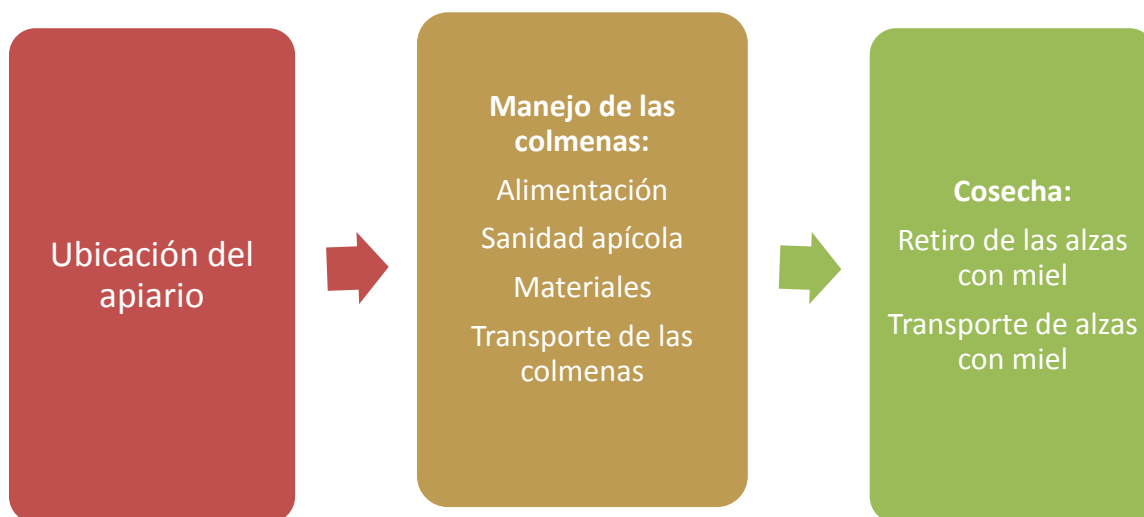 Ubicación del
apiario
Manejo de las
colmenas:
Alimentación
Sanidad apícola
Materiales
Transporte de las
colmenas
Cosecha:
Retiro de las alzas
con miel
Transporte de alzas
con miel